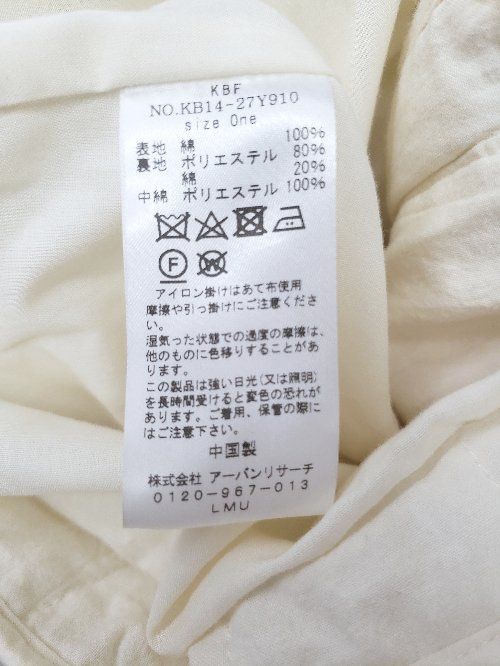 KBF
NO.KB14-27Y910
size One
表地 綿 100%
裏地 ポリエステル 80%
綿 20%
中綿 ポリエステル 100%
F W
アイロン掛けはあて布使用
摩擦や引っ掛けにご注意くださ
い。
湿気った状態での過度の摩擦は、
他のものに色移りすることがあ
ります。
この製品は強い日光(又は照明)
を長時間受けると変色の恐れが
あります。ご着用、保管の際に
はご注意下さい。
中国製
株式会社 アーバンリサーチ
0120-967-013
LMU